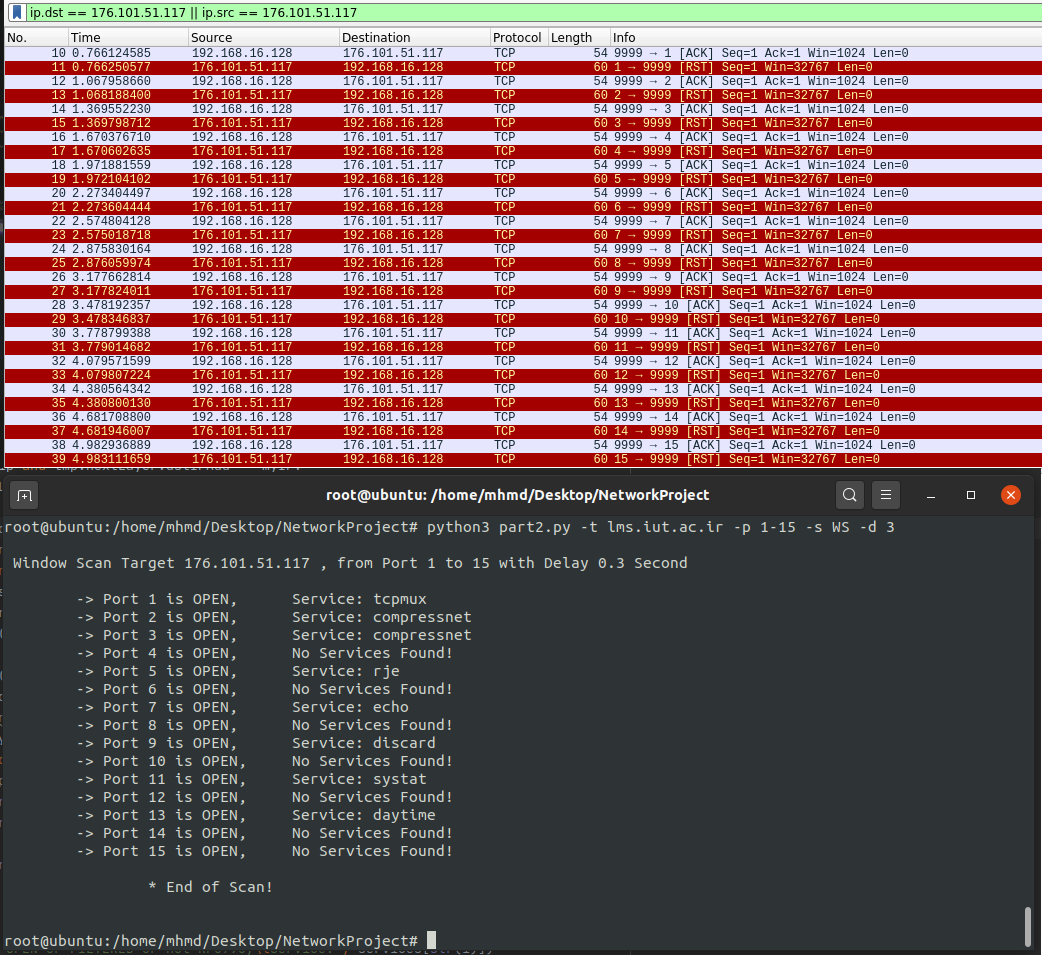 ip.dst == 176.101.51.117 || ip.src == 176.101.51.117
No. Time Source Destination Protocol Length Info
10 0.766124585 192.168.16.128 176.101.51.117 TCP 54 9999 → 1 [ACK] Seq=1 Ack=1 Win=1024 Len=0
11 0.766250577 176.101.51.117 192.168.16.128 TCP 60 1 → 9999 [RST] Seq=1 Win=32767 Len=0
12 1.067958660 192.168.16.128 176.101.51.117 TCP 54 9999 → 2 [ACK] Seq=1 Ack=1 Win=1024 Len=0
13 1.068188400 176.101.51.117 192.168.16.128 TCP 60 2 → 9999 [RST] Seq=1 Win=32767 Len=0
14 1.369552230 192.168.16.128 176.101.51.117 TCP 54 9999 → 3 [ACK] Seq=1 Ack=1 Win=1024 Len=0
15 1.369798712 176.101.51.117 192.168.16.128 TCP 60 3 → 9999 [RST] Seq=1 Win=32767 Len=0
16 1.670376710 192.168.16.128 176.101.51.117 TCP 54 9999 → 4 [ACK] Seq=1 Ack=1 Win=1024 Len=0
17 1.670602635 176.101.51.117 192.168.16.128 TCP 60 4 → 9999 [RST] Seq=1 Win=32767 Len=0
18 1.971881559 192.168.16.128 176.101.51.117 TCP 54 9999 → 5 [ACK] Seq=1 Ack=1 Win=1024 Len=0
19 1.972104102 176.101.51.117 192.168.16.128 TCP 60 5 → 9999 [RST] Seq=1 Win=32767 Len=0
20 2.273404497 192.168.16.128 176.101.51.117 TCP 54 9999 → 6 [ACK] Seq=1 Ack=1 Win=1024 Len=0
21 2.273604444 176.101.51.117 192.168.16.128 TCP 60 6 → 9999 [RST] Seq=1 Win=32767 Len=0
22 2.574804128 192.168.16.128 176.101.51.117 TCP 54 9999 → 7 [ACK] Seq=1 Ack=1 Win=1024 Len=0
23 2.575018718 176.101.51.117 192.168.16.128 TCP 60 7 → 9999 [RST] Seq=1 Win=32767 Len=0
24 2.875830164 192.168.16.128 176.101.51.117 TCP 54 9999 → 8 [ACK] Seq=1 Ack=1 Win=1024 Len=0
25 2.876059974 176.101.51.117 192.168.16.128 TCP 60 8 → 9999 [RST] Seq=1 Win=32767 Len=0
26 3.177662814 192.168.16.128 176.101.51.117 TCP 54 9999 → 9 [ACK] Seq=1 Ack=1 Win=1024 Len=0
27 3.177824011 176.101.51.117 192.168.16.128 TCP 60 9 → 9999 [RST] Seq=1 Win=32767 Len=0
28 3.478192357 192.168.16.128 176.101.51.117 TCP 54 9999 → 10 [ACK] Seq=1 Ack=1 Win=1024 Len=0
29 3.478346837 176.101.51.117 192.168.16.128 TCP 60 10 → 9999 [RST] Seq=1 Win=32767 Len=0
30 3.778799388 192.168.16.128 176.101.51.117 TCP 54 9999 → 11 [ACK] Seq=1 Ack=1 Win=1024 Len=0
31 3.779014682 176.101.51.117 192.168.16.128 TCP 60 11 → 9999 [RST] Seq=1 Win=32767 Len=0
32 4.079571599 192.168.16.128 176.101.51.117 TCP 54 9999 → 12 [ACK] Seq=1 Ack=1 Win=1024 Len=0
33 4.079807224 176.101.51.117 192.168.16.128 TCP 60 12 → 9999 [RST] Seq=1 Win=32767 Len=0
34 4.380564342 192.168.16.128 176.101.51.117 TCP 54 9999 → 13 [ACK] Seq=1 Ack=1 Win=1024 Len=0
35 4.380800130 176.101.51.117 192.168.16.128 TCP 60 13 → 9999 [RST] Seq=1 Win=32767 Len=0
36 4.681708800 192.168.16.128 176.101.51.117 TCP 54 9999 → 14 [ACK] Seq=1 Ack=1 Win=1024 Len=0
37 4.681946007 176.101.51.117 192.168.16.128 TCP 60 14 → 9999 [RST] Seq=1 Win=32767 Len=0
38 4.982936889 192.168.16.128 176.101.51.117 TCP 54 9999 → 15 [ACK] Seq=1 Ack=1 Win=1024 Len=0
39 4.983111659 176.101.51.117 192.168.16.128 TCP 60 15 → 9999 [RST] Seq=1 Win=32767 Len=0
root@ubuntu: /home/mhmd/Desktop/NetworkProject
root@ubuntu:/home/mhmd/Desktop/NetworkProject# python3 part2.py -t lms.iut.ac.ir -p 1-15 -s WS -d 3
Window Scan Target 176.101.51.117 , from Port 1 to 15 with Delay 0.3 Second
-> Port 1 is OPEN, Service: tcpmux
-> Port 2 is OPEN, Service: compressnet
-> Port 3 is OPEN, Service: compressnet
-> Port 4 is OPEN, No Services Found!
-> Port 5 is OPEN, Service: rje
-> Port 6 is OPEN, No Services Found!
-> Port 7 is OPEN, Service: echo
-> Port 8 is OPEN, No Services Found!
-> Port 9 is OPEN, Service: discard
-> Port 10 is OPEN, No Services Found!
-> Port 11 is OPEN, Service: systat
-> Port 12 is OPEN, No Services Found!
-> Port 13 is OPEN, Service: daytime
-> Port 14 is OPEN, No Services Found!
-> Port 15 is OPEN, No Services Found!
* End of Scan!
root@ubuntu:/home/mhmd/Desktop/NetworkProject#